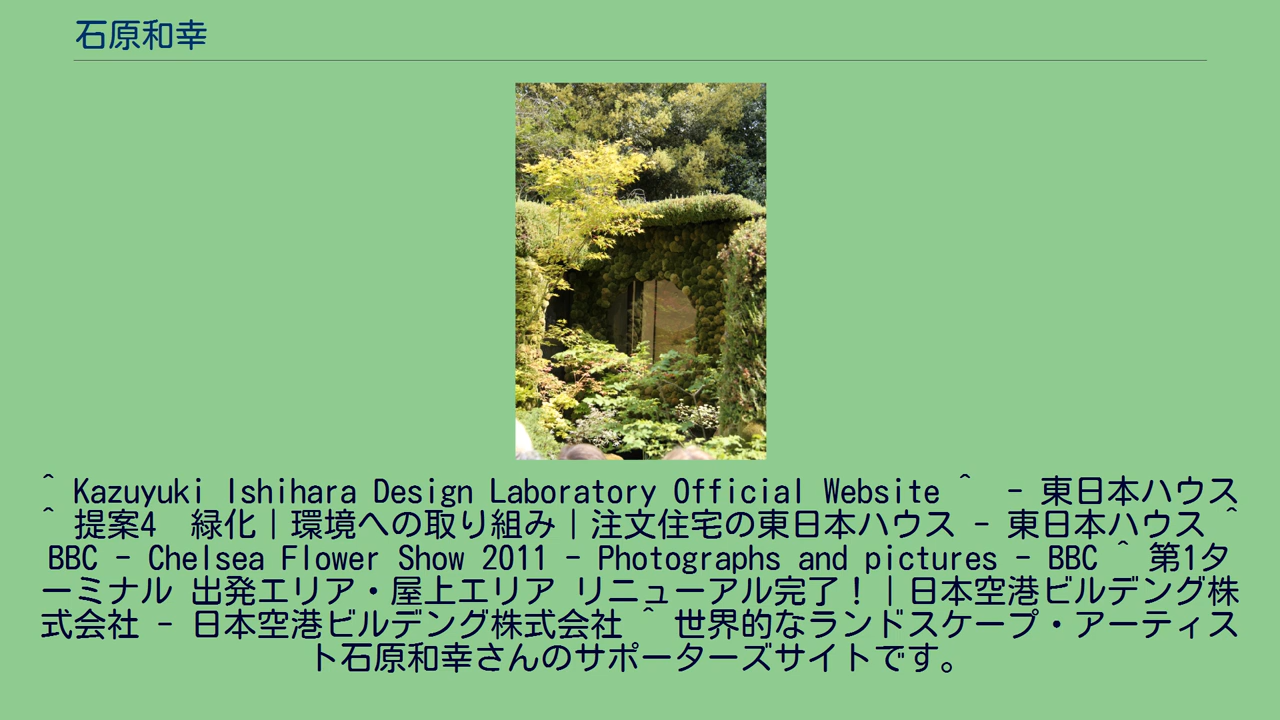 石原和幸
^ Kazuyuki Ishihara Design Laboratory Official Website ^　- 東日本ハウス
^ 提案4　緑化｜環境への取り組み｜注文住宅の東日本ハウス - 東日本ハウス ^
BBC - Chelsea Flower Show 2011 - Photographs and pictures - BBC ^ 第1タ
ーミナル 出発エリア・屋上エリア リニューアル完了！｜日本空港ビルデング株
式会社 - 日本空港ビルデング株式会社 ^ 世界的なランドスケープ・アーティス
ト石原和幸さんのサポーターズサイトです。